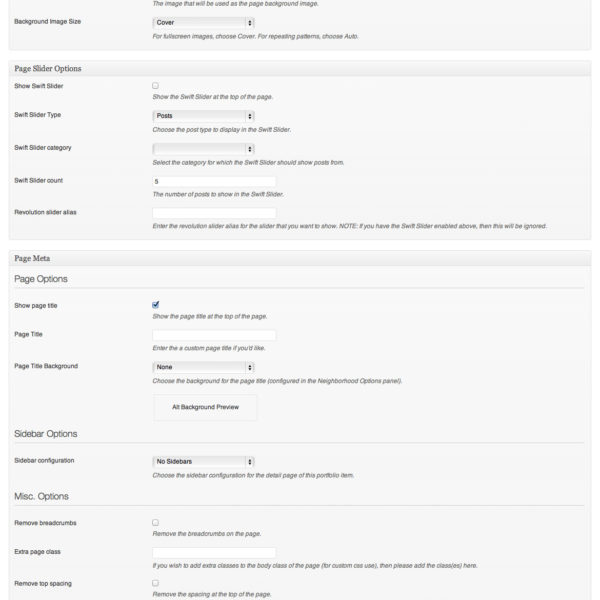 The image that will be used as the page background image.
Background Image Size
Cover
For fullscreen images, choose Cover. For repeating patterns, choose Auto.
Page Slider Options
Show Swift Slider
Show the Swift Slider at the top of the page.
Swift Slider Type
Posts
Choose the post type to display in the Swift Slider.
Swift Slider category
Select the category for which the Swift Slider should show posts from.
Swift Slider count
5
The number of posts to show in the Swift Slider.
Revolution slider alias
Enter the revolution slider alias for the slider that you want to show. NOTE: If you have the Swift Slider enabled above, then this will be ignored.
Page Meta
Page Options
Show page title
Show the page title at the top of the page.
Page Title
Enter the a custom page title if you'd like.
Page Title Background
None
Choose the background for the page title (configured in the Neighborhood Options panel).
Alt Background Preview
Sidebar Options
Sidebar configuration
No Sidebars
Choose the sidebar configuration for the detail page of this portfolio item.
Misc. Options
Remove breadcrumbs
Remove the breadcrumbs on the page.
Extra page class
If you wish to add extra classes to the body class of the page (for custom css use), then please add the class(es) here.
Remove top spacing
Remove the spacing at the top of the page.